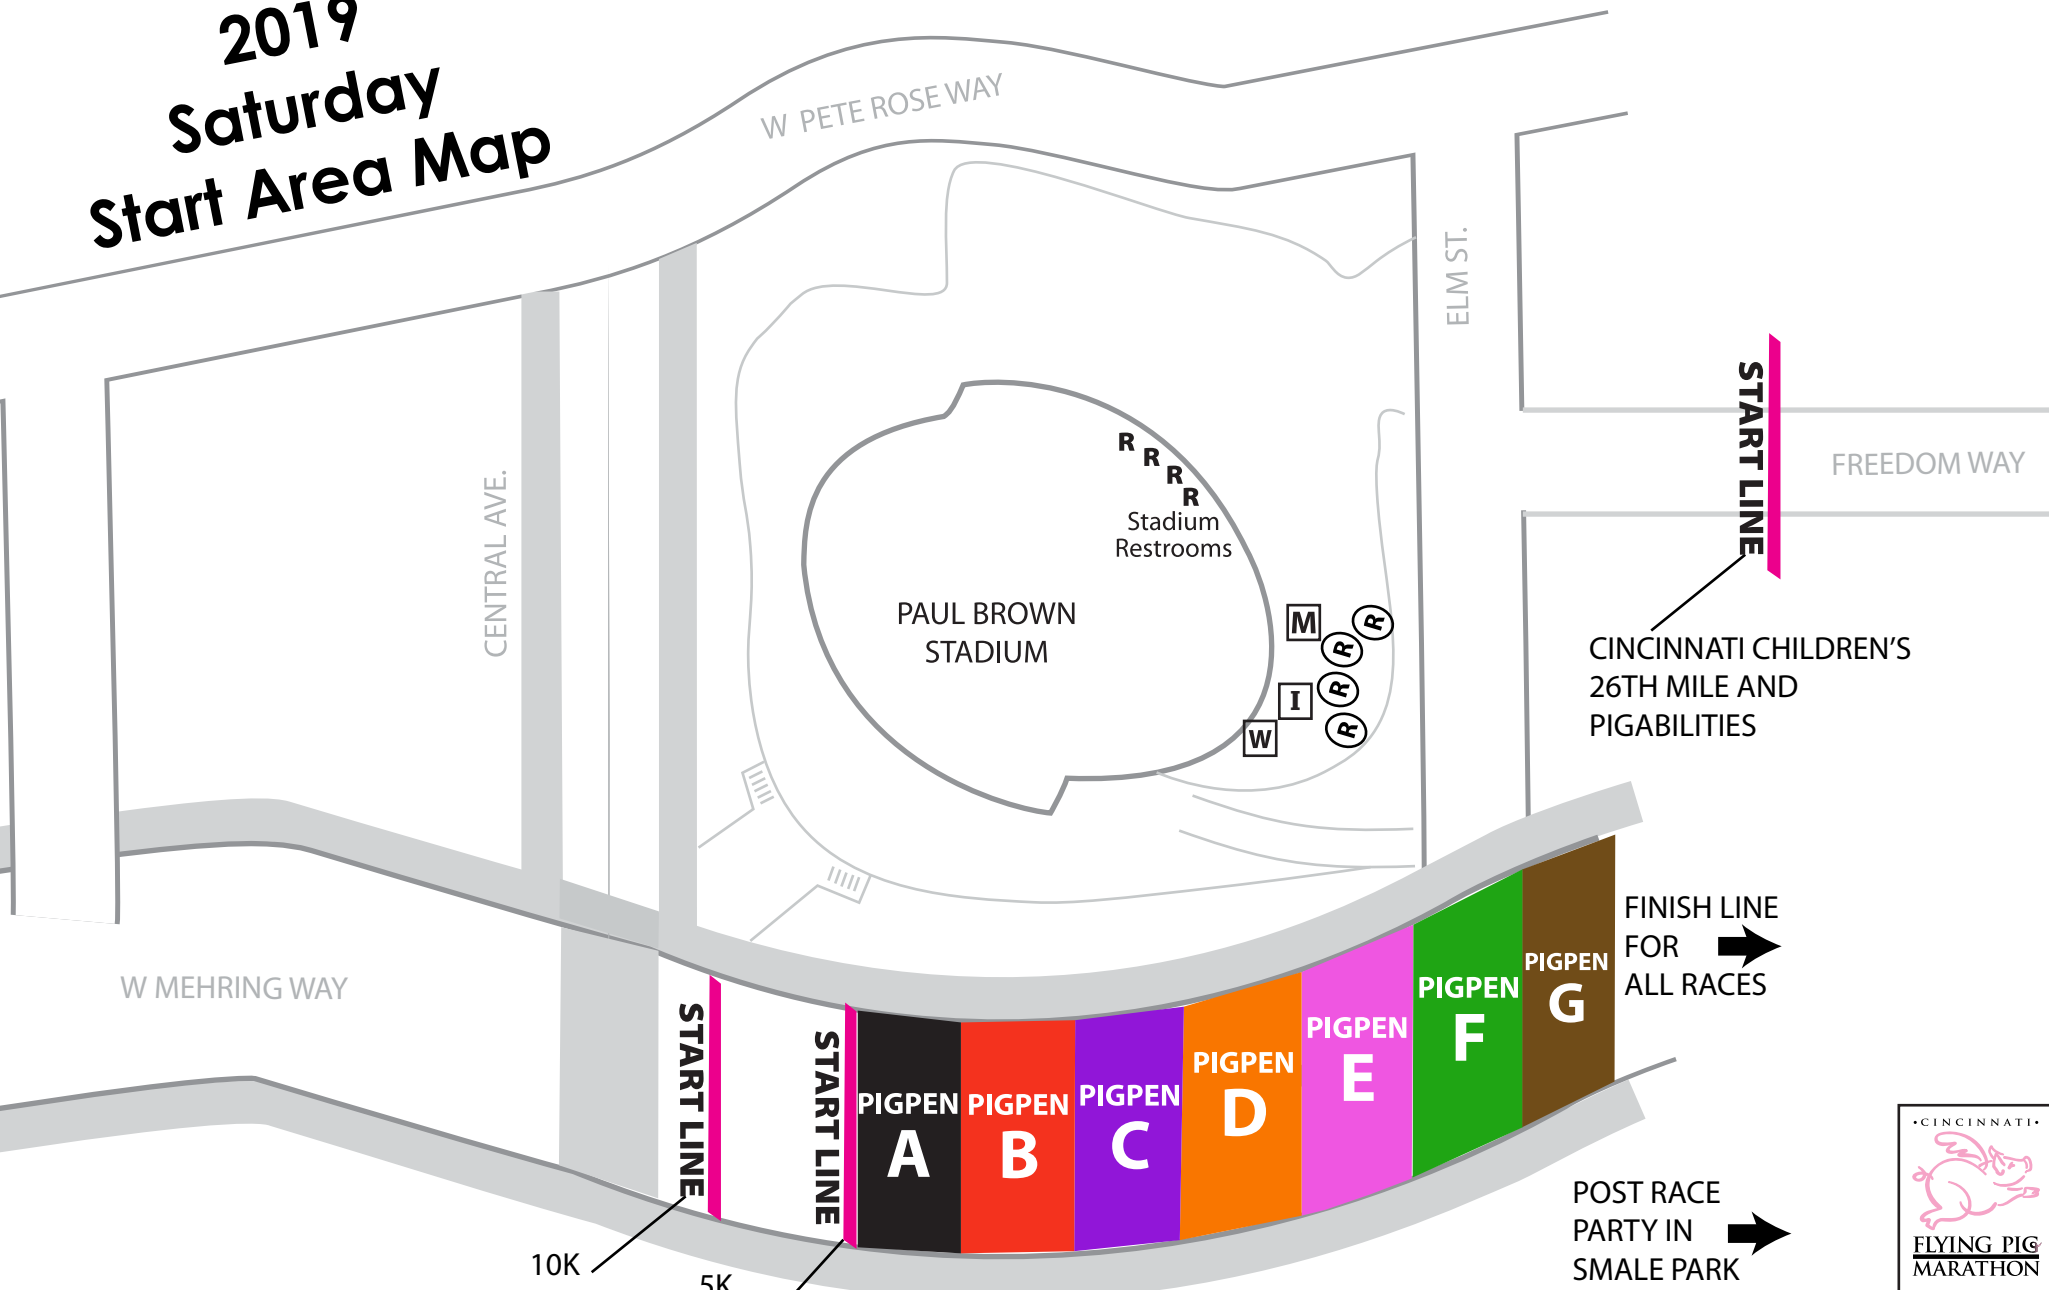 2019
Saturday
Start Area Map
W PETE ROSE WAY
ELM ST.
CENTRAL AVE.
R
R
R
R
Stadium
Restrooms
PAUL BROWN
STADIUM
M
R
R
I
R
W
R
START LINE
FREEDOM WAY
CINCINNATI CHILDREN'S
26TH MILE AND
PIGABILITIES
W MEHRING WAY
START LINE
START LINE
PIGPEN
A
PIGPEN
B
PIGPEN
C
PIGPEN
D
PIGPEN
E
PIGPEN
F
PIGPEN
G
FINISH LINE
FOR
ALL RACES
10K
5K
POST RACE
PARTY IN
SMALE PARK
•CINCINNATI•
FLYING PIG
MARATHON